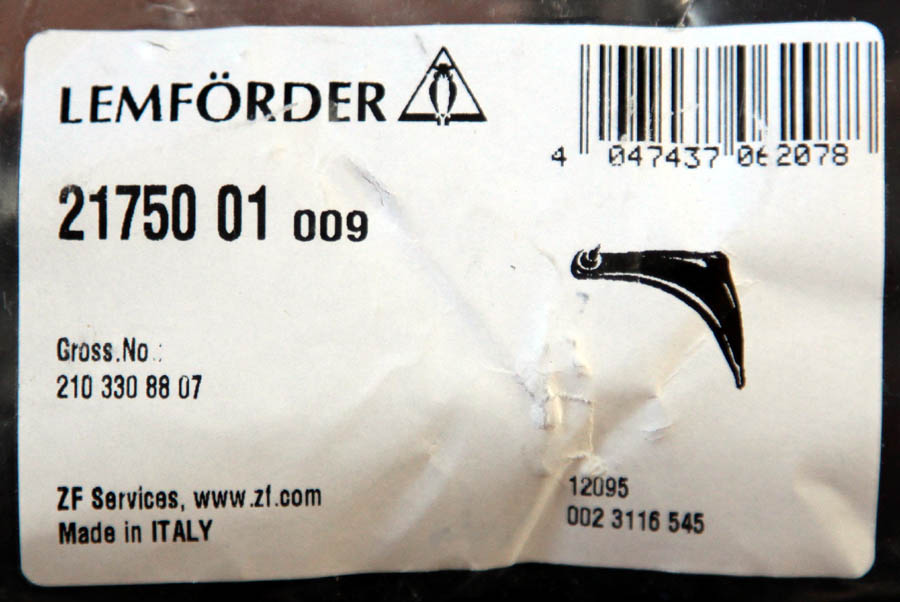 LEMFÖRDER
4 047437 062078
21750 01 009
Gross.No.:
210 330 88 07
ZF Services, www.zf.com
Made in ITALY
12095
002 3116 545